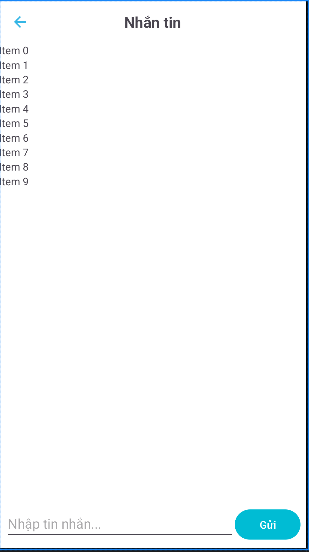 Nhắn tin
Item 0
Item 1
Item 2
Item 3
Item 4
Item 5
Item 6
Item 7
Item 8
Item 9
Nhập tin nhắn...
Gửi